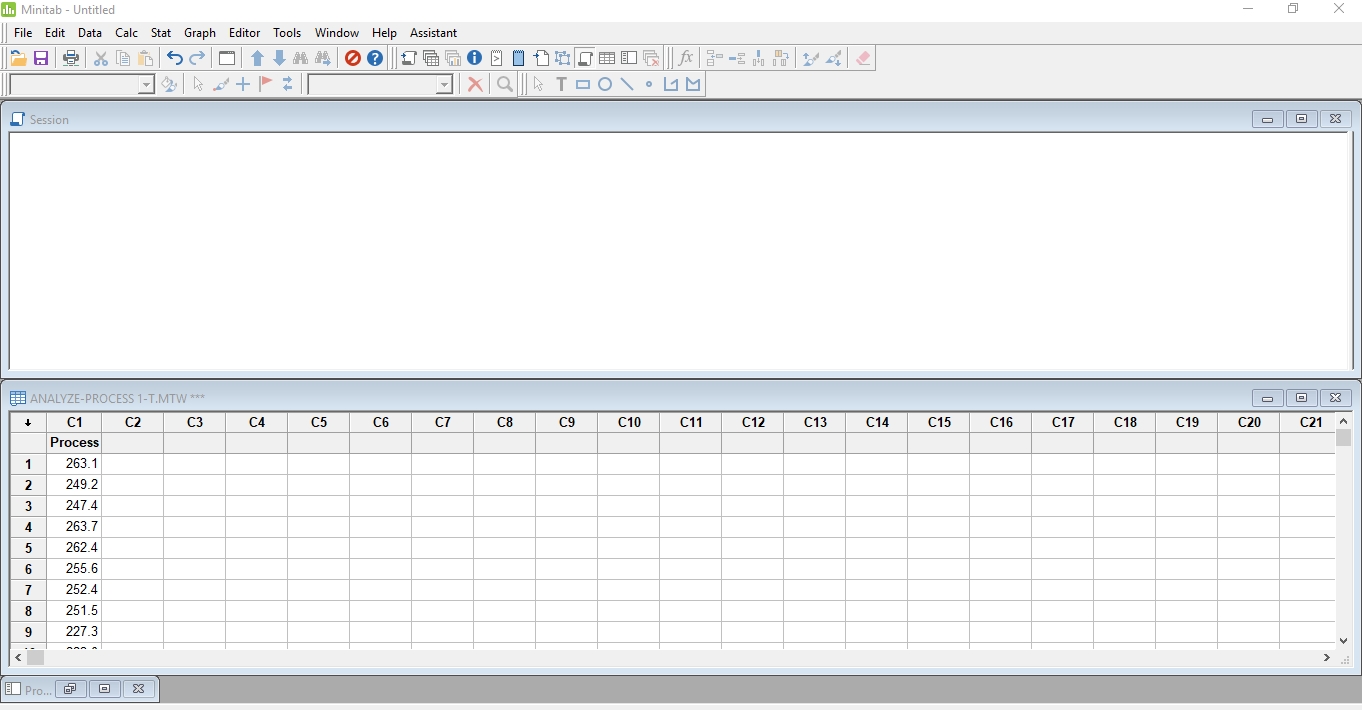 Minitab - Untitled
File Edit Data Calc Stat Graph Editor Tools Window Help Assistant
Session
ANALYZE-PROCESS 1-T.MTW ***
C1 C2 C3 C4 C5 C6 C7 C8 C9 C10 C11 C12 C13 C14 C15 C16 C17 C18 C19 C20 C21
Process
1 263.1
2 249.2
3 247.4
4 263.7
5 262.4
6 255.6
7 252.4
8 251.5
9 227.3
Pro...